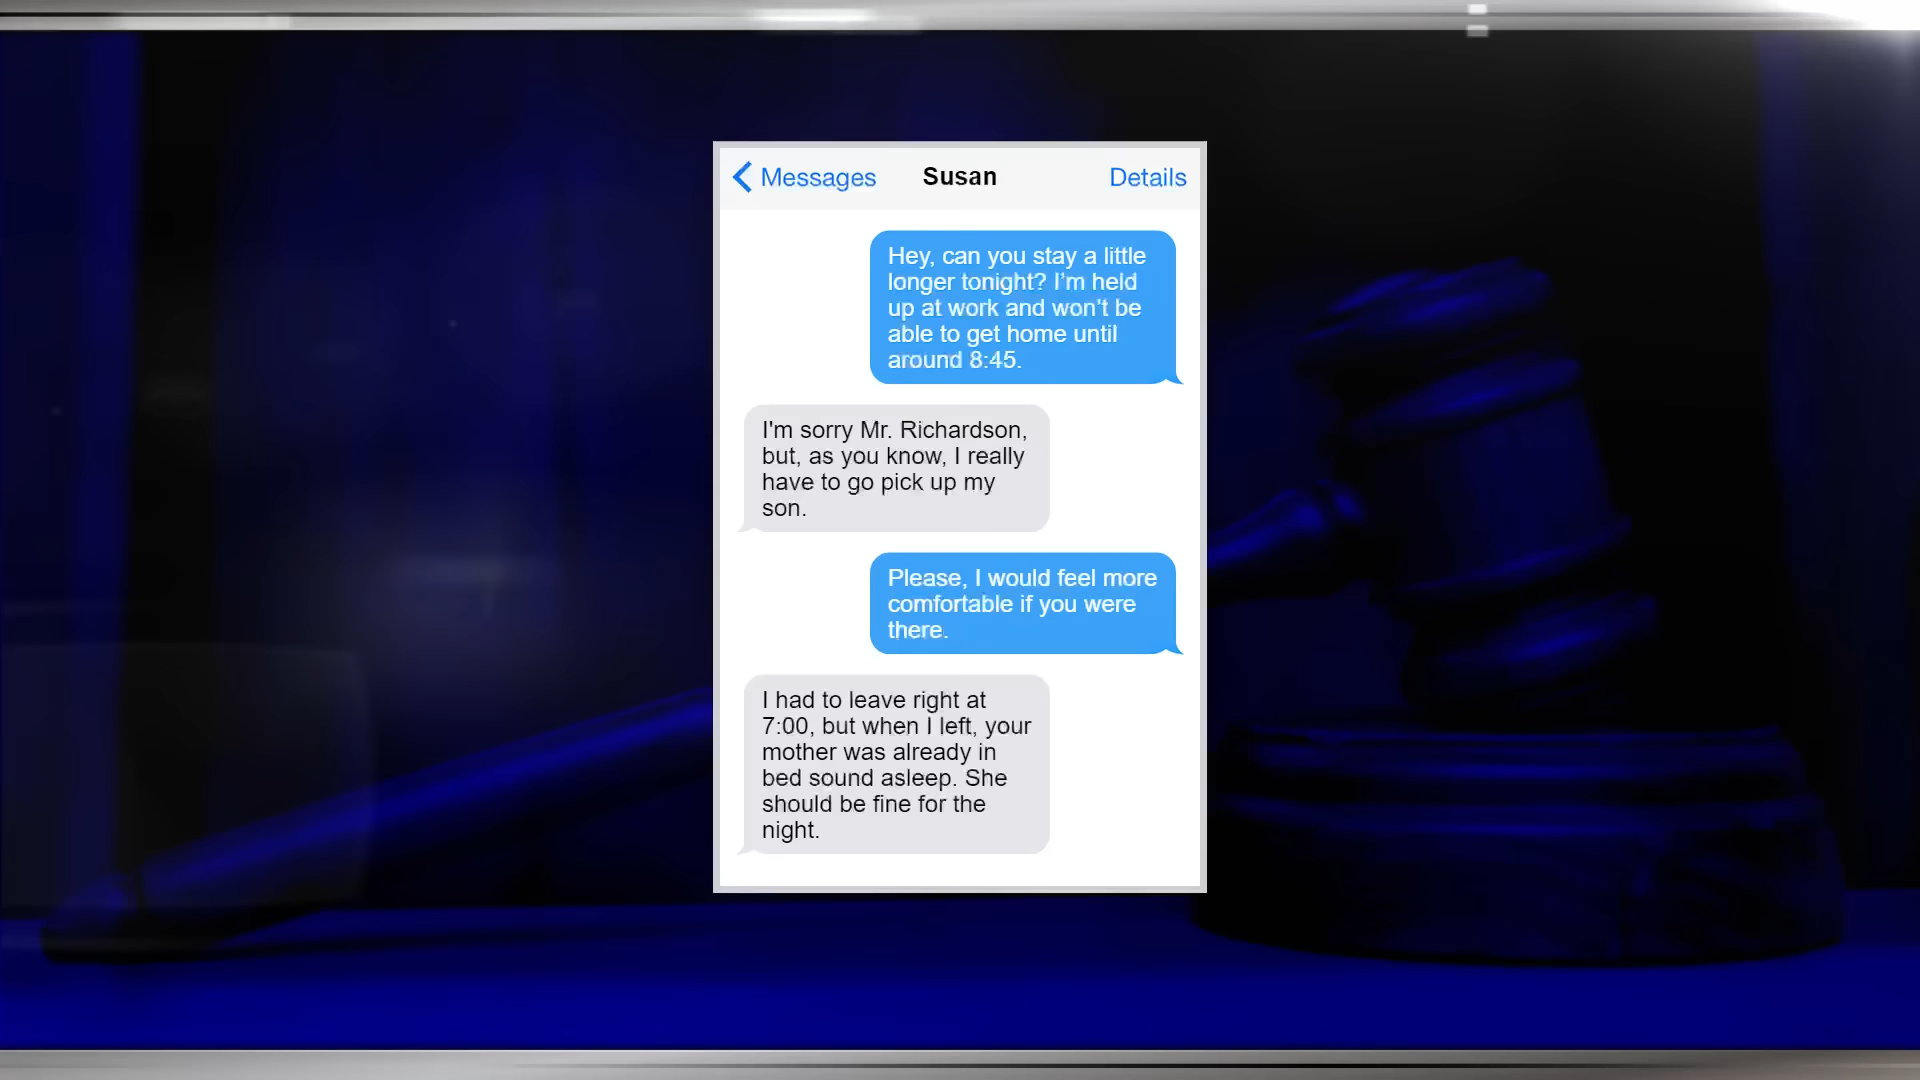 Messages Susan Details
Hey, can you stay a little
longer tonight? I’m held
up at work and won’t be
able to get home until
around 8:45.
I'm sorry Mr. Richardson,
but, as you know, I really
have to go pick up my
son.
Please, I would feel more
comfortable if you were
there.
I had to leave right at
7:00, but when I left, your
mother was already in
bed sound asleep. She
should be fine for the
night.